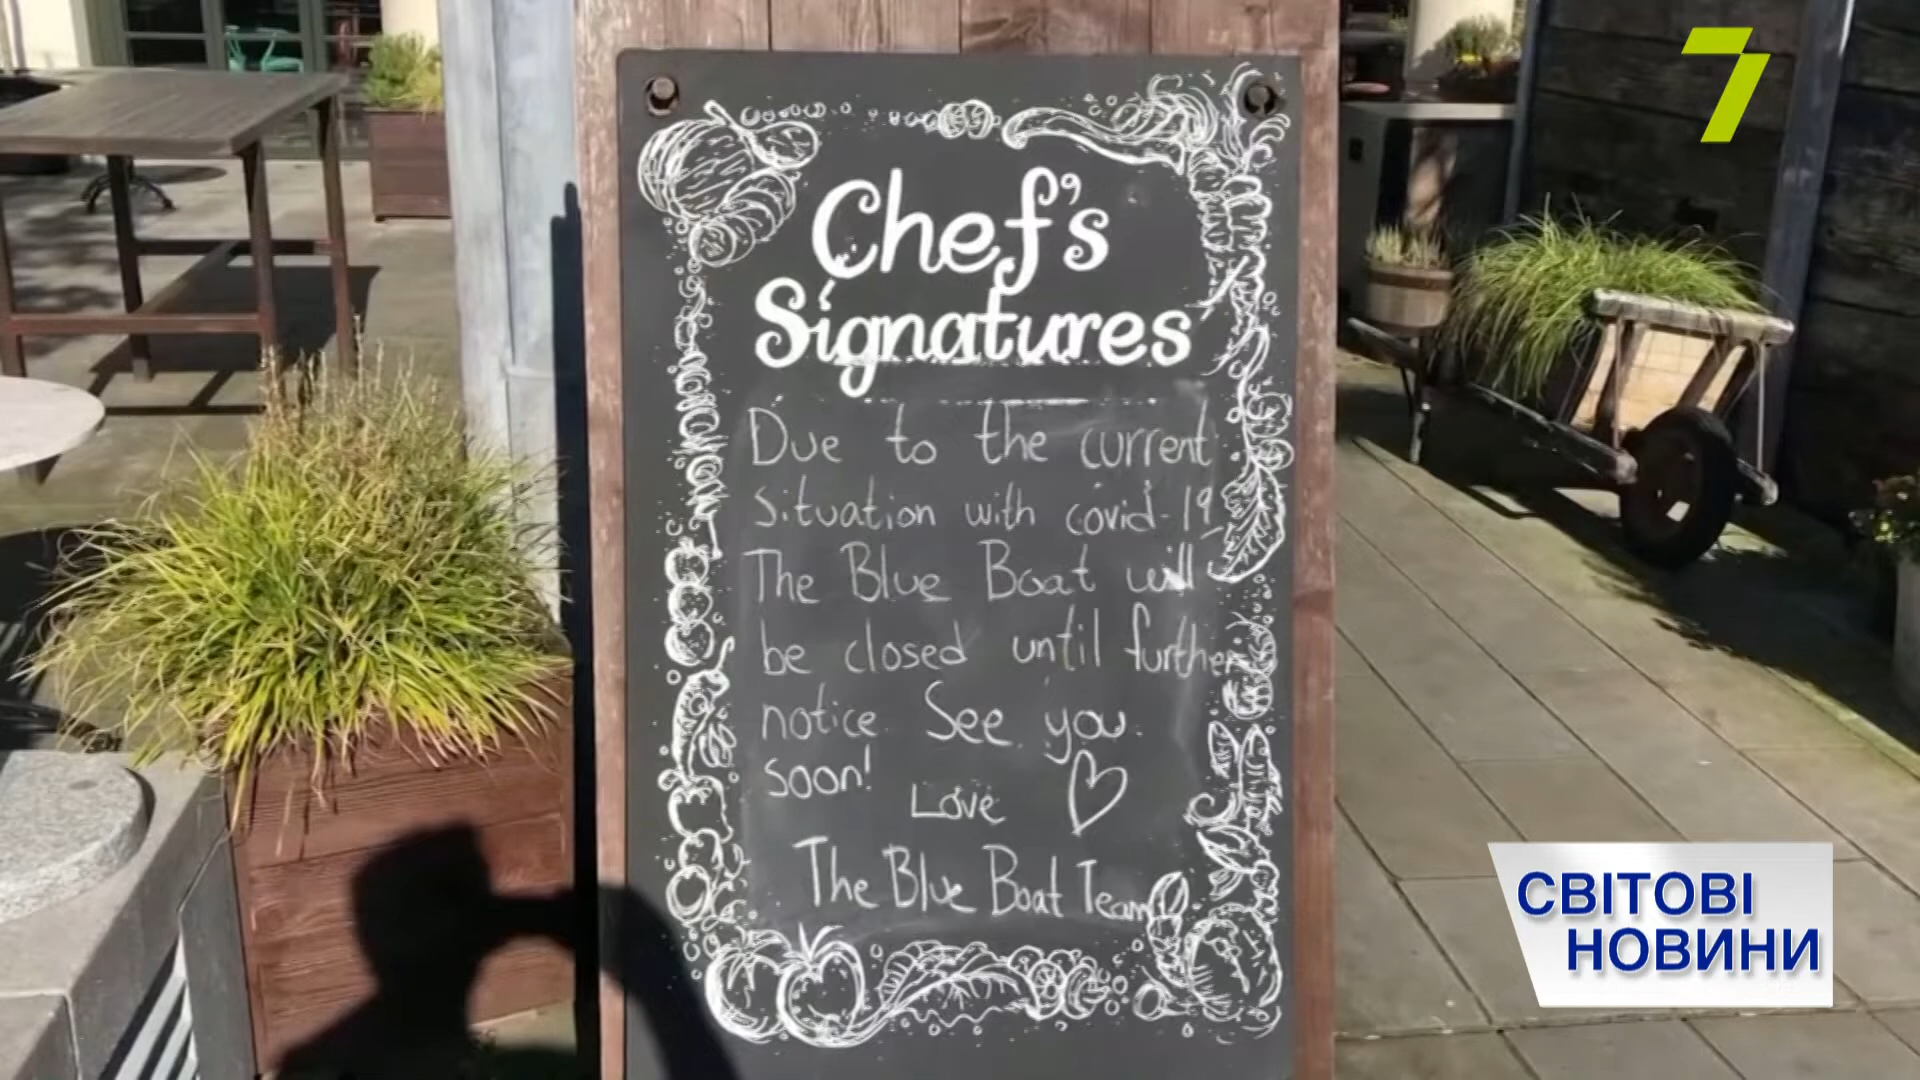 7
Chef's
Signatures
Due to the current
situation with covid-19
The Blue Boat will
be closed until further
notice. See you
soon!
Love ♡
The Blue Boat Team
СВІТОВІ
НОВИНИ